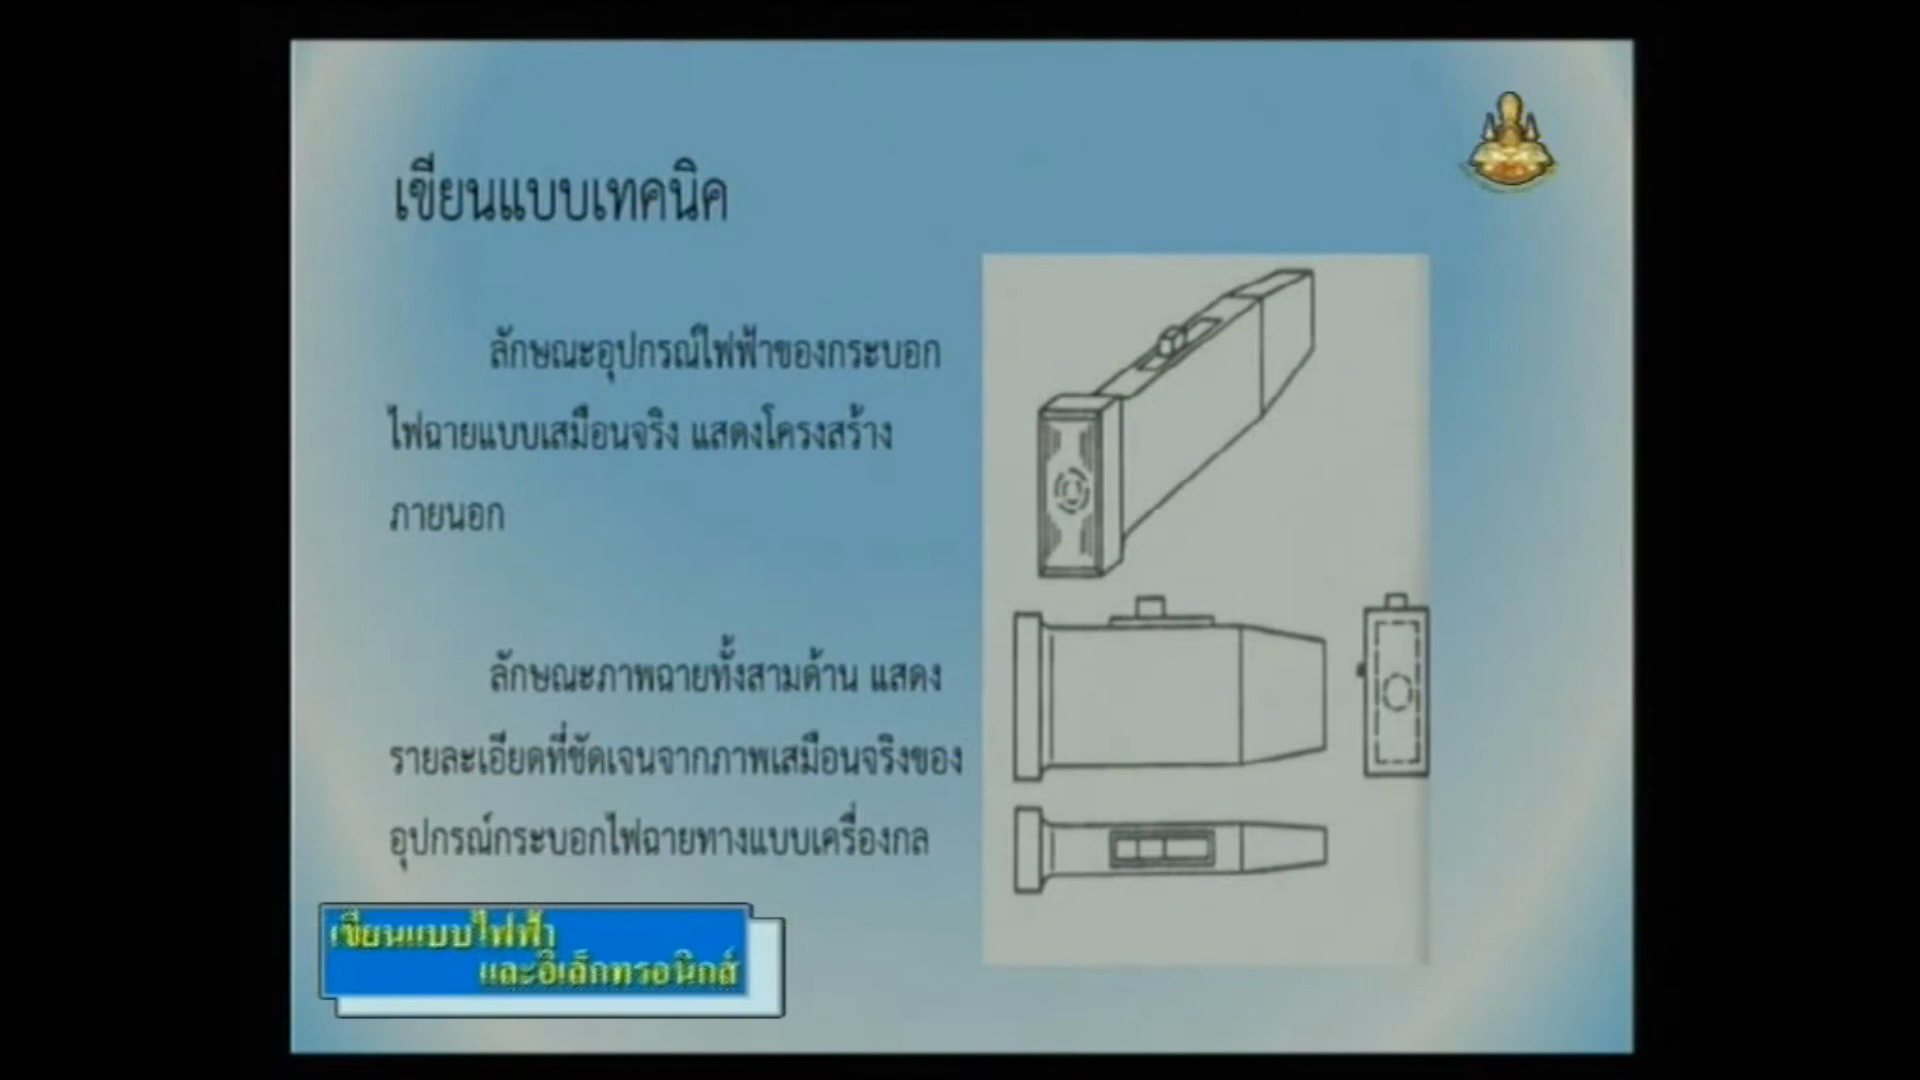 เขียนแบบเทคนิค
ลักษณะอุปกรณ์ไฟฟ้าของกระบอก
ไฟฉายแบบเสมือนจริง แสดงโครงสร้าง
ภายนอก
ลักษณะภาพฉายทั้งสามด้าน แสดง
รายละเอียดที่ชัดเจนจากภาพเสมือนจริงของ
อุปกรณ์กระบอกไฟฉายทางแบบเครื่องกล
เขียนแบบไฟฟ้า
และอิเล็กทรอนิกส์